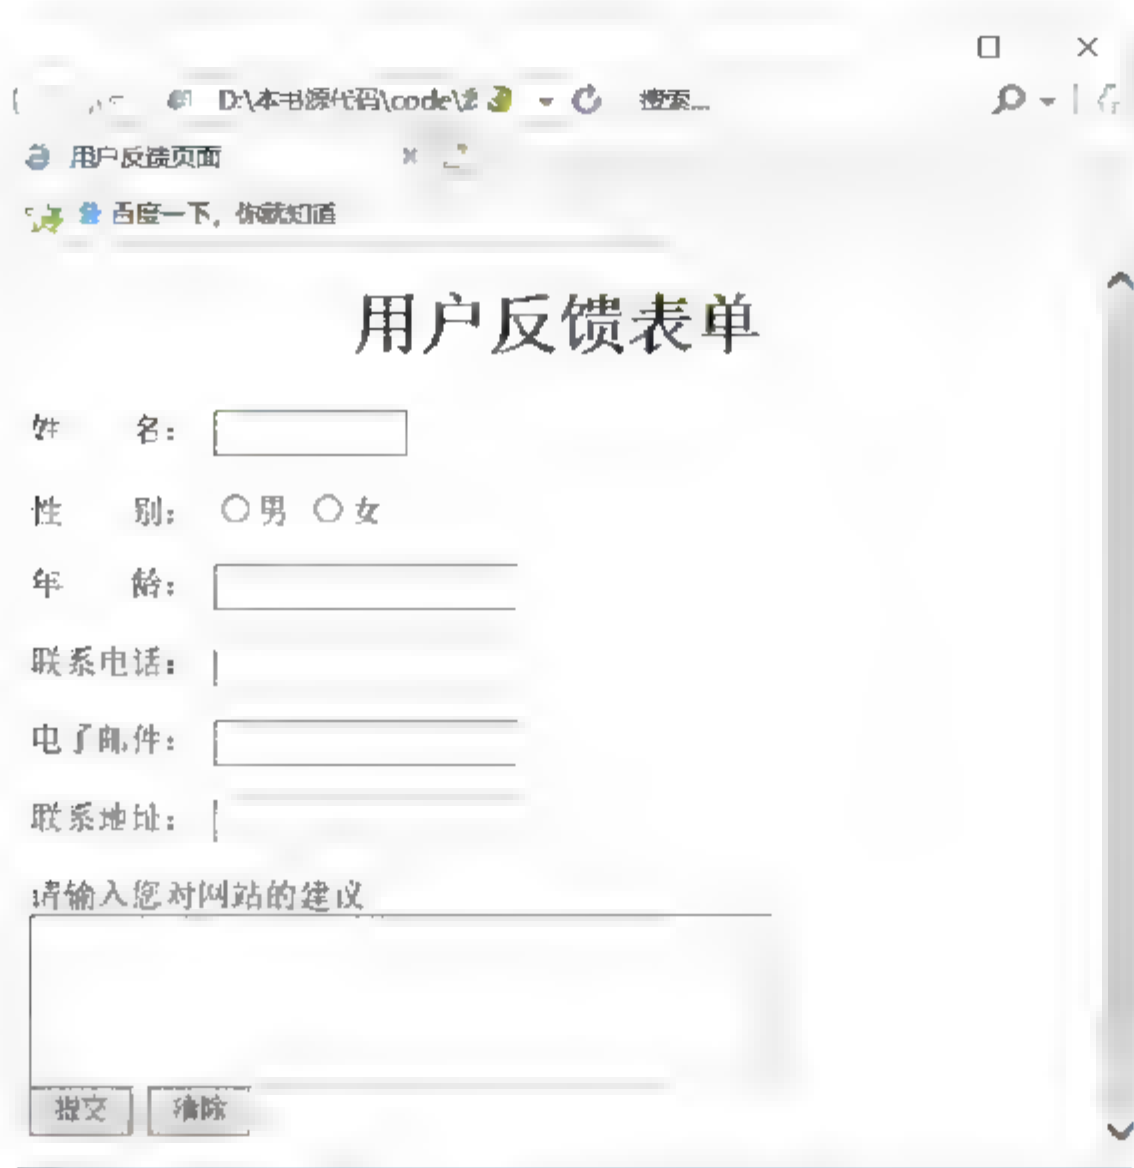 D:\本书源代码\code\ 搜索...
用户反馈页面
百度一下，你就知道
用户反馈表单
姓 名：
性 别： 男 女
年 龄：
联系电话：
电子邮件：
联系地址：
请输入您对网站的建议
提交 清除